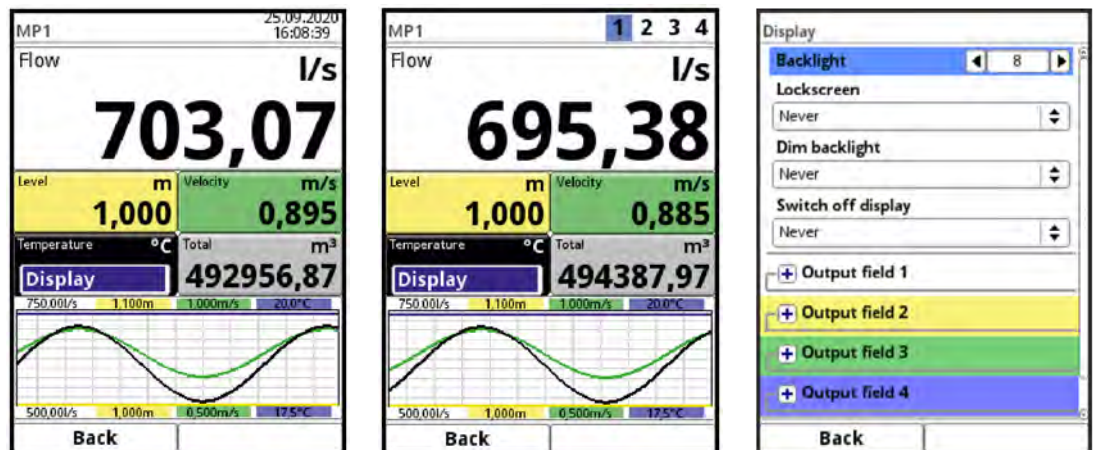 MP1 25.09.2020
16:08:39
Flow l/s
703,07
Level m Velocity m/s
1,000 0,895
Temperature °C Total m³
Display 492956,87
750,00l/s 1,100m 1,000m/s 20,0°C
500,00l/s 1,000m 0,500m/s 17,5°C
Back
MP1 1 2 3 4
Flow l/s
695,38
Level m Velocity m/s
1,000 0,885
Temperature °C Total m³
Display 494387,97
750,00l/s 1,100m 1,000m/s 20,0°C
500,00l/s 1,000m 0,500m/s 17,5°C
Back
Display
Backlight 8
Lockscreen
Never
Dim backlight
Never
Switch off display
Never
Output field 1
Output field 2
Output field 3
Output field 4
Back